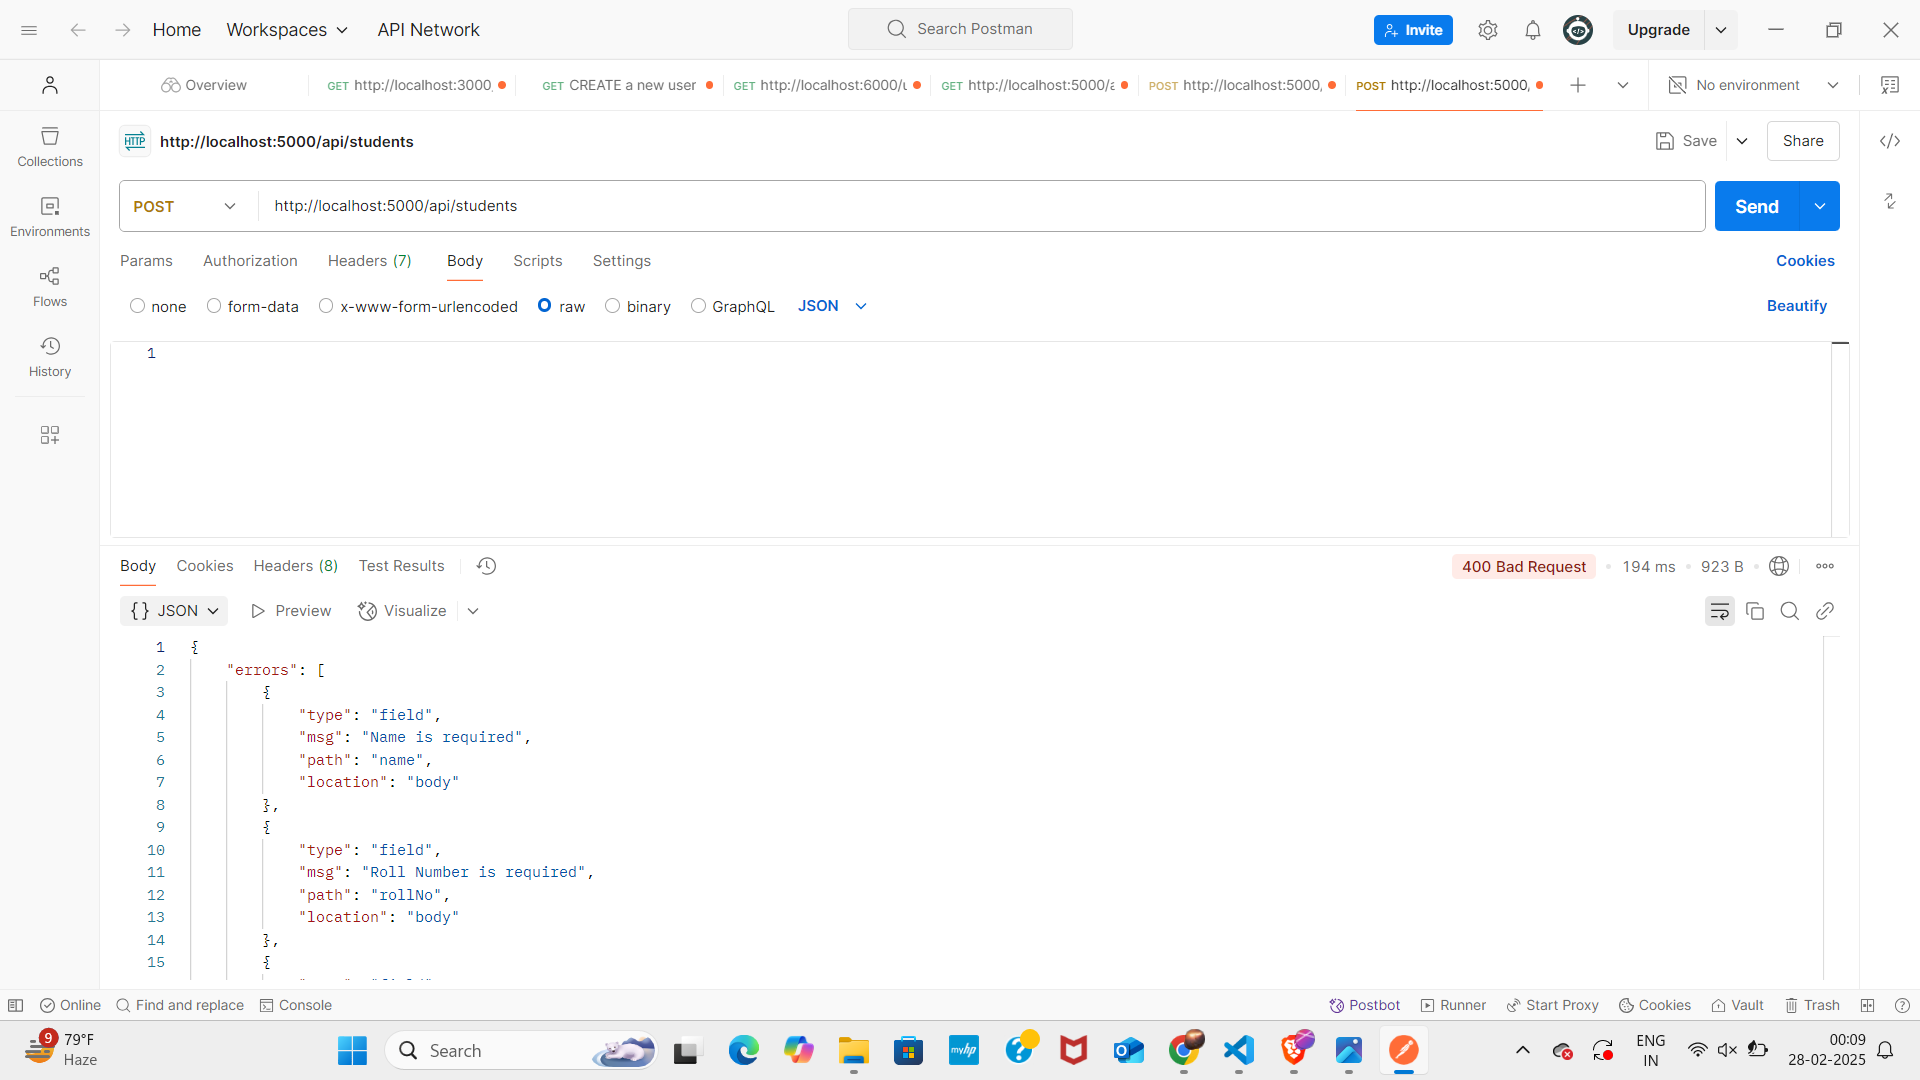 Home Workspaces API Network Search Postman Invite Upgrade
Overview GET http://localhost:3000, GET CREATE a new user GET http://localhost:6000/u GET http://localhost:5000/a POST http://localhost:5000, POST http://localhost:5000, No environment
HTTP http://localhost:5000/api/students Save Share
Collections
POST http://localhost:5000/api/students Send
Environments
Params Authorization Headers (7) Body Scripts Settings Cookies
Flows
none form-data x-www-form-urlencoded raw binary GraphQL JSON Beautify
History
1
Body Cookies Headers (8) Test Results 400 Bad Request 194 ms 923 B
{} JSON Preview Visualize
1 {
2 "errors": [
3 {
4 "type": "field",
5 "msg": "Name is required",
6 "path": "name",
7 "location": "body"
8 },
9 {
10 "type": "field",
11 "msg": "Roll Number is required",
12 "path": "rollNo",
13 "location": "body"
14 },
15 {
Online Find and replace Console Postbot Runner Start Proxy Cookies Vault Trash
9 79°F
Haze
Search
myhp
ENG
IN
00:09
28-02-2025